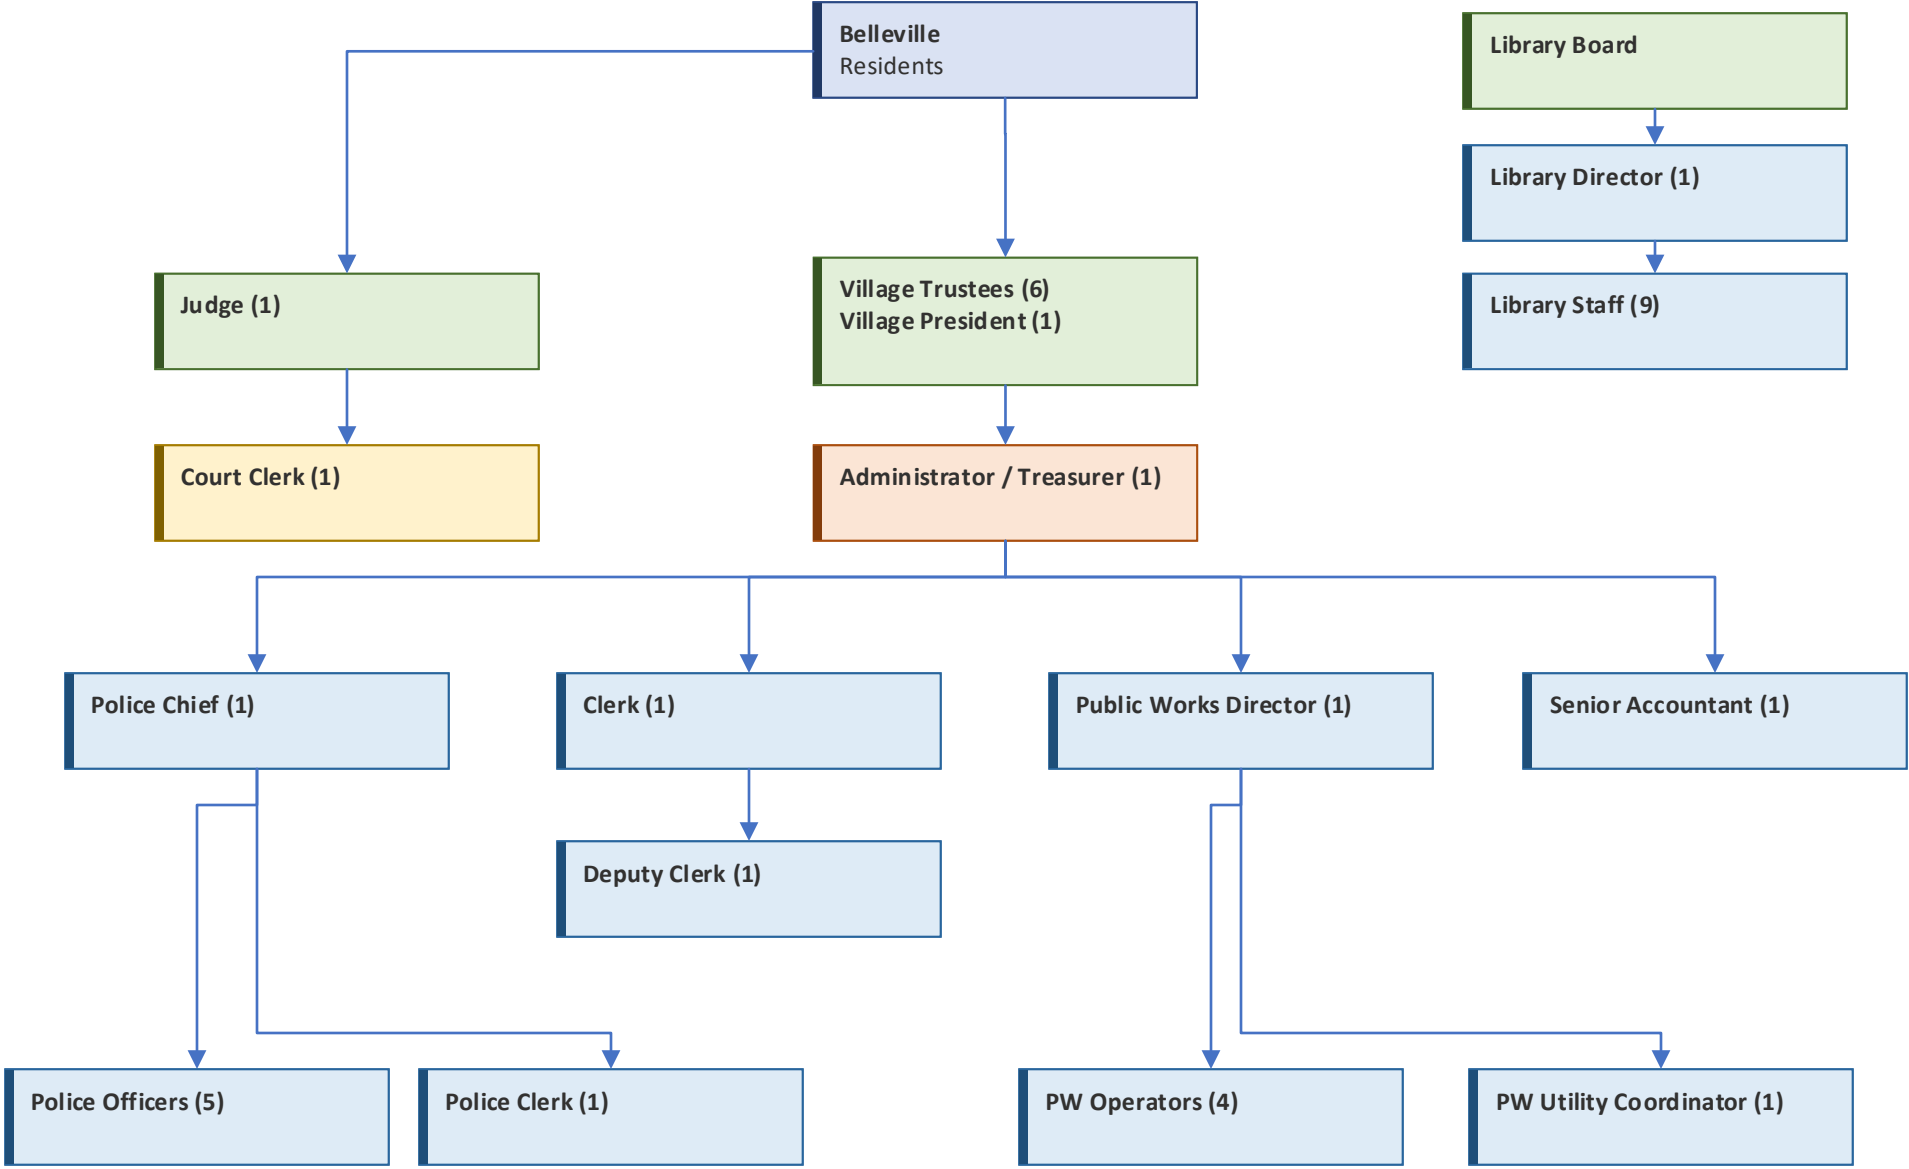 Belleville
Residents
Library Board
Library Director (1)
Judge (1)
Village Trustees (6)
Village President (1)
Library Staff (9)
Court Clerk (1)
Administrator / Treasurer (1)
Police Chief (1)
Clerk (1)
Public Works Director (1)
Senior Accountant (1)
Deputy Clerk (1)
Police Officers (5)
Police Clerk (1)
PW Operators (4)
PW Utility Coordinator (1)